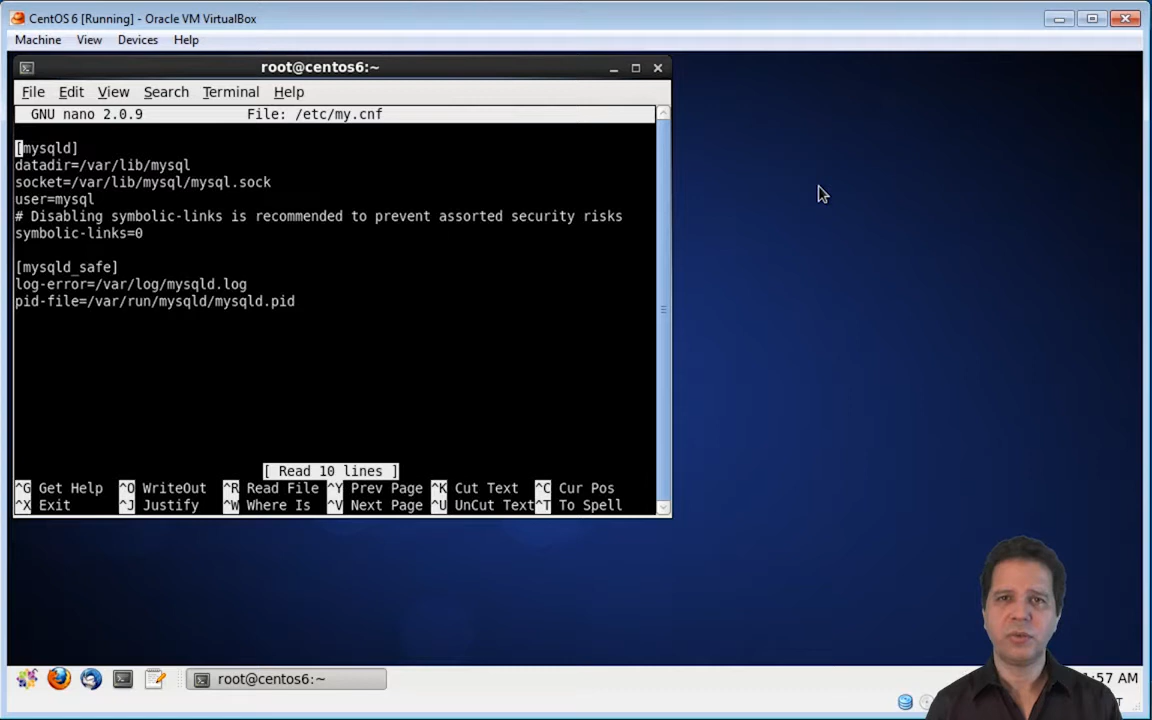 CentOS 6 [Running] - Oracle VM VirtualBox
Machine View Devices Help
root@centos6:~
File Edit View Search Terminal Help
GNU nano 2.0.9 File: /etc/my.cnf
[mysqld]
datadir=/var/lib/mysql
socket=/var/lib/mysql/mysql.sock
user=mysql
# Disabling symbolic-links is recommended to prevent assorted security risks
symbolic-links=0
[mysqld_safe]
log-error=/var/log/mysqld.log
pid-file=/var/run/mysqld/mysqld.pid
[ Read 10 lines ]
^G Get Help ^O WriteOut ^R Read File ^Y Prev Page ^K Cut Text ^C Cur Pos
^X Exit ^J Justify ^W Where Is ^V Next Page ^U UnCut Text ^T To Spell
root@centos6:~
:57 AM